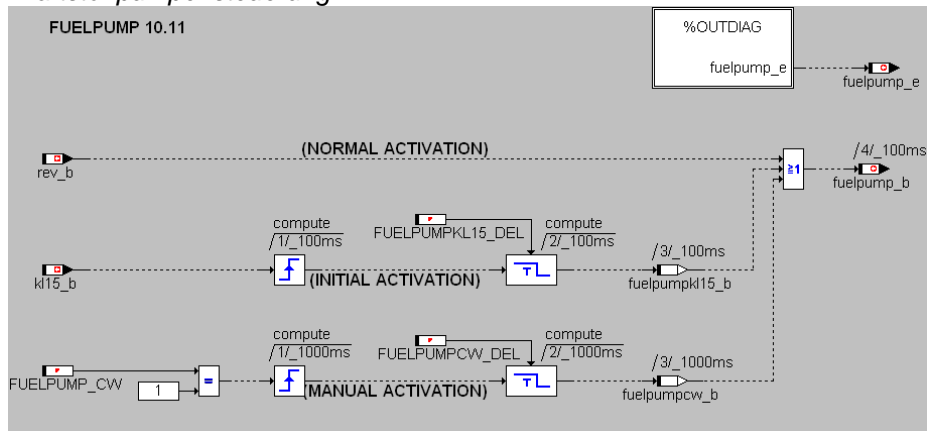 FUELPUMP 10.11
%OUTDIAG
fuelpump_e
fuelpump_e
(NORMAL ACTIVATION)
rev_b
/4/_100ms
≥1
fuelpump_b
compute
/1/_100ms
FUELPUMPKL15_DEL
compute
/2/_100ms
kl15_b
(INITIAL ACTIVATION)
T
/3/_100ms
fuelpumpkl15_b
compute
/1/_1000ms
FUELPUMPCW_DEL
compute
/2/_1000ms
FUELPUMP_CW
1
=
(MANUAL ACTIVATION)
T
/3/_1000ms
fuelpumpcw_b